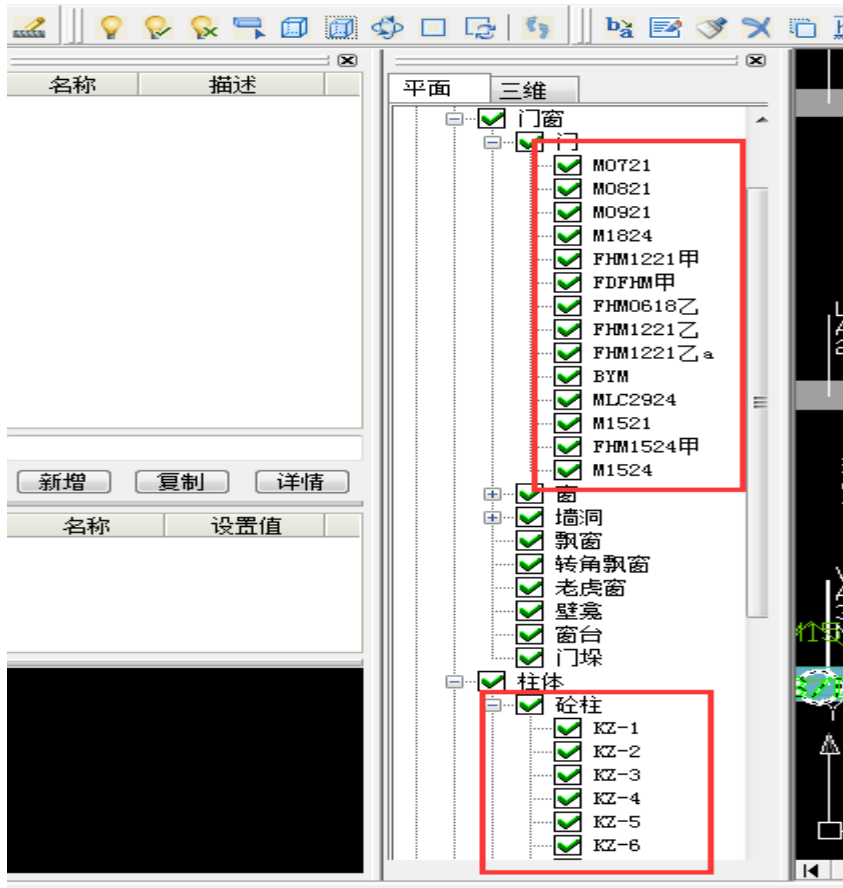 名称 描述
平面 三维
门窗
门
M0721
M0821
M0921
M1824
FHM1221甲
FDFHM甲
FHM0618乙
FHM1221乙
FHM1221乙a
BYM
MLC2924
M1521
FHM1524甲
M1524
窗
墙洞
飘窗
转角飘窗
老虎窗
壁龛
窗台
门垛
柱体
砼柱
KZ-1
KZ-2
KZ-3
KZ-4
KZ-5
KZ-6
新增 复制 详情
名称 设置值